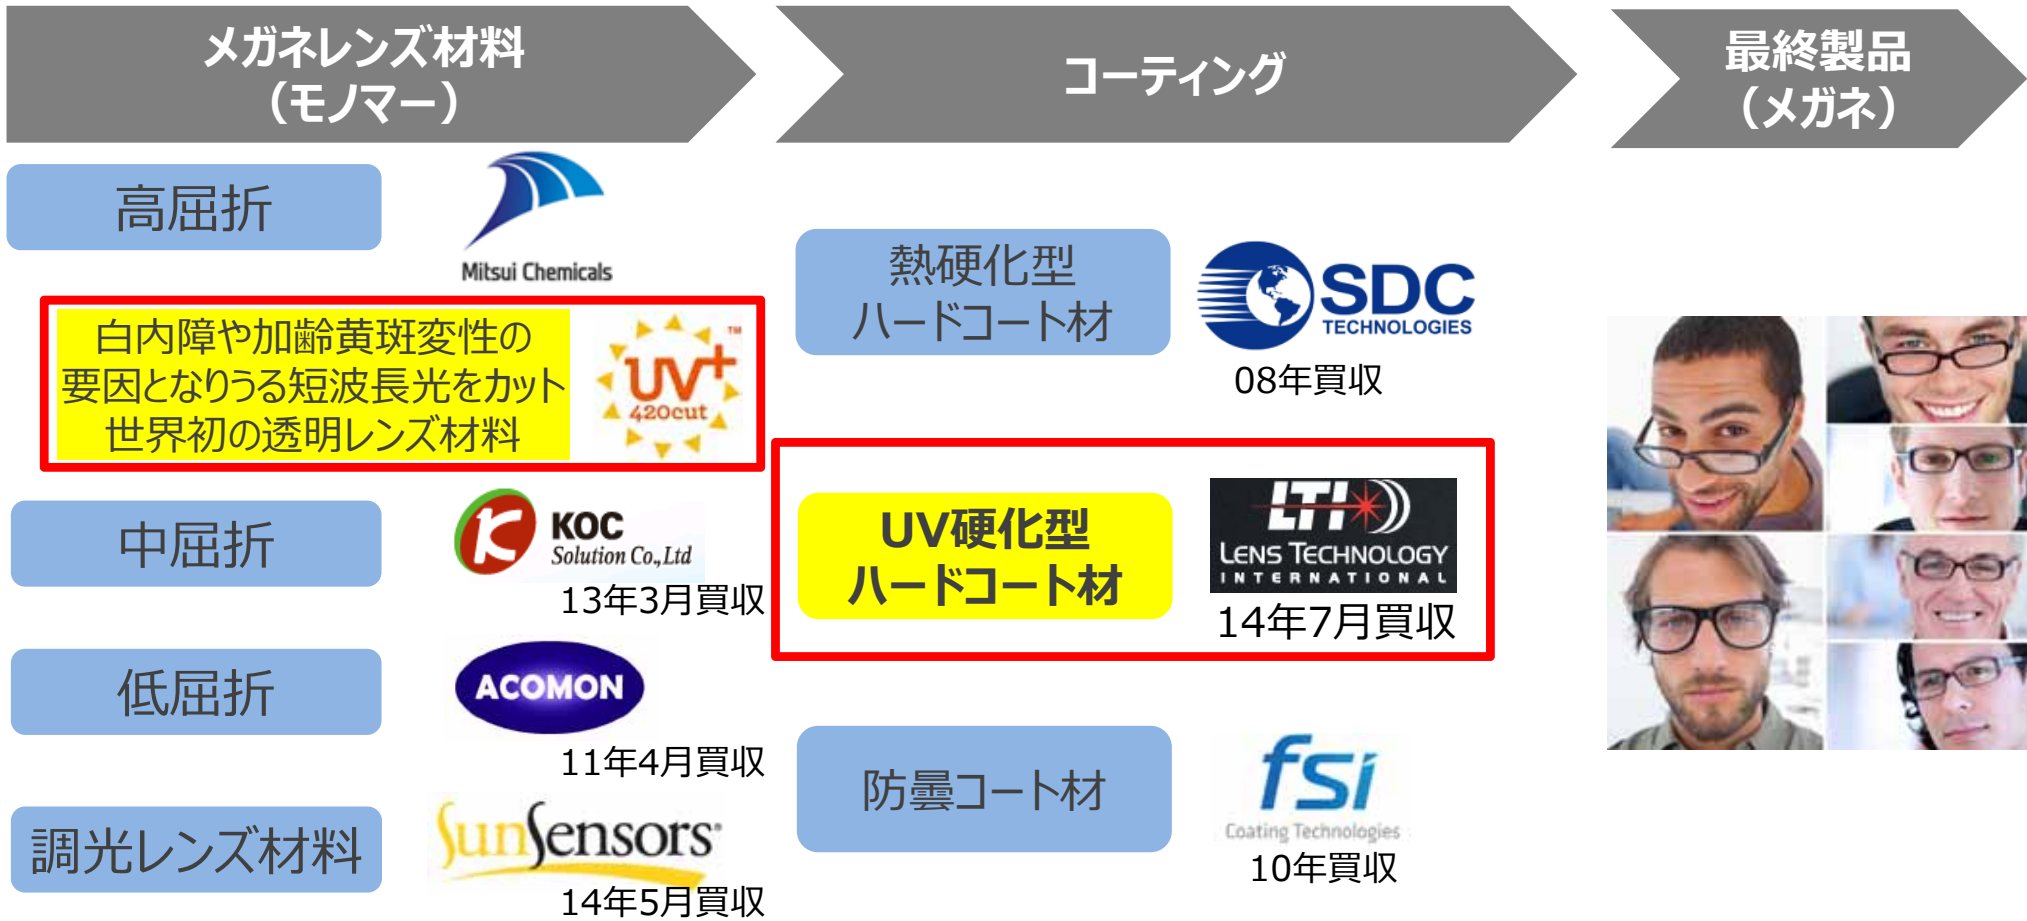 メガネレンズ材料
（モノマー）
コーティング
最終製品
（メガネ）
高屈折
Mitsui Chemicals
白内障や加齢黄斑変性の
要因となりうる短波長光をカット
世界初の透明レンズ材料
UV+
TM
420cut
中屈折
K
KOC
Solution Co.,Ltd
13年3月買収
低屈折
ACOMON
11年4月買収
調光レンズ材料
SunSensors
14年5月買収
熱硬化型
ハードコート材
SDC
TECHNOLOGIES
08年買収
UV硬化型
ハードコート材
LTI
LENS TECHNOLOGY
INTERNATIONAL
14年7月買収
防曇コート材
fsi
Coating Technologies
10年買収